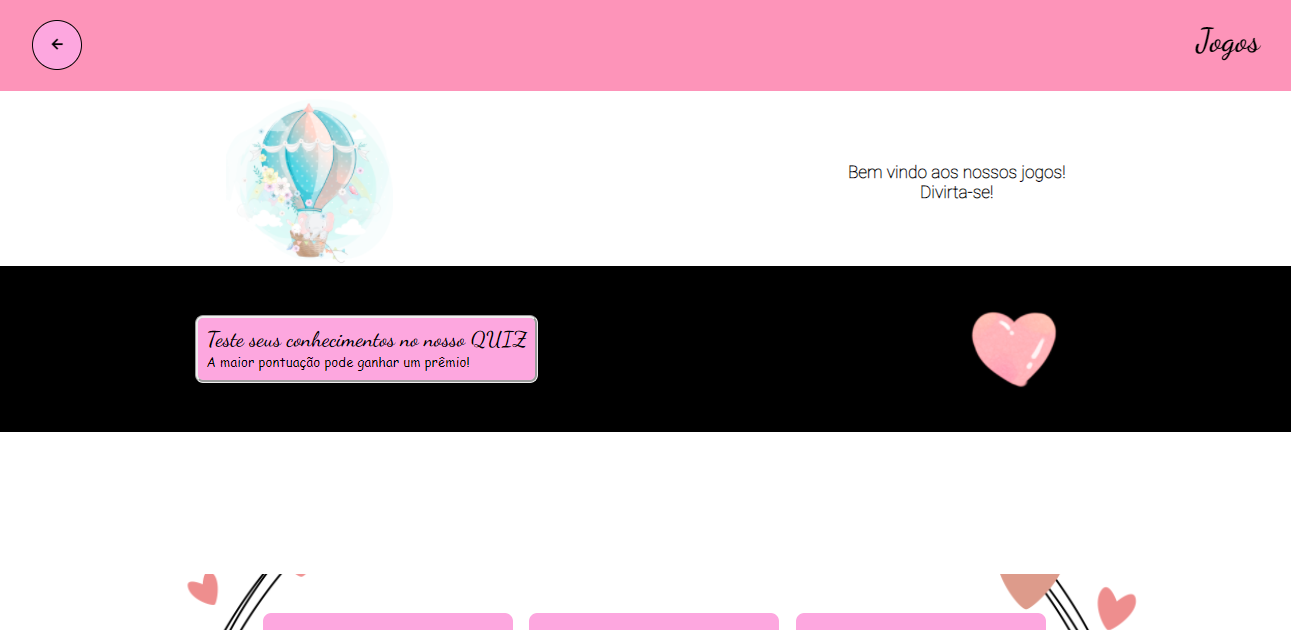 Jogos
Bem vindo aos nossos jogos!
Divirta-se!
Teste seus conhecimentos no nosso QUIZ
A maior pontuação pode ganhar um prêmio!